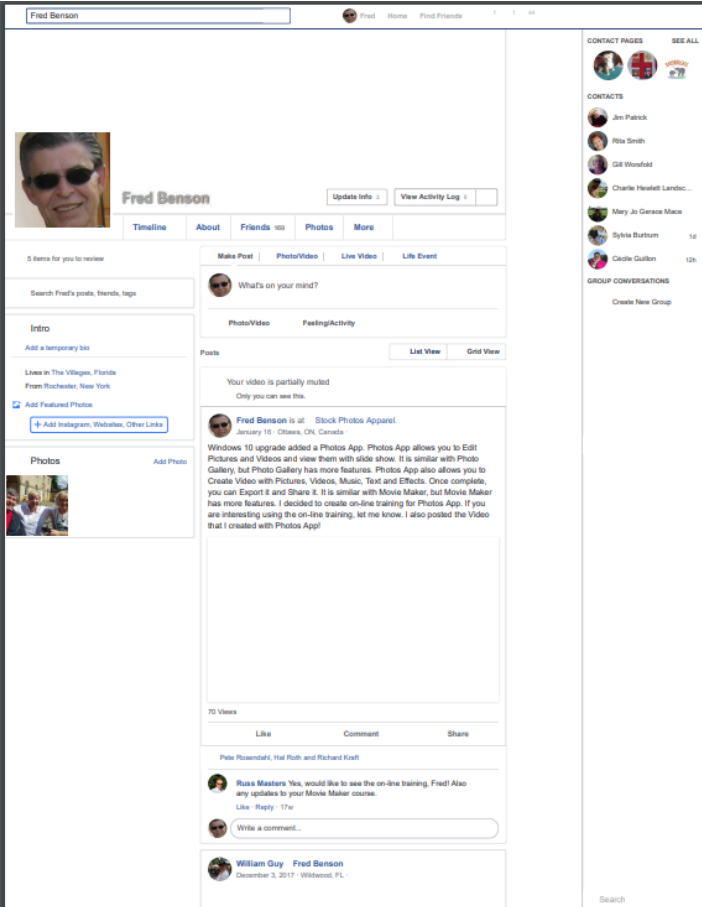 Fred Benson
Fred Home Find Friends
CONTACT PAGES SEE ALL
CONTACTS
Jim Patrick
Rita Smith
Gill Worsfold
Charlie Hewlett Landsc...
Mary Jo Gerace Mace
Sylvia Burtrum 1d
Cécile Guillon 12h
GROUP CONVERSATIONS
Create New Group
Search
Fred Benson
Update Info View Activity Log
Timeline About Friends 169 Photos More
5 items for you to review
Search Fred's posts, friends, tags
Intro
Add a temporary bio
Lives in The Villages, Florida
From Rochester, New York
Add Featured Photos
+ Add Instagram, Websites, Other Links
Photos Add Photo
Make Post Photo/Video Live Video Life Event
What's on your mind?
Photo/Video Feeling/Activity
Posts List View Grid View
Your video is partially muted
Only you can see this.
Fred Benson is at Stock Photos Apparel.
January 16 · Ottawa, ON, Canada ·
Windows 10 upgrade added a Photos App. Photos App allows you to Edit
Pictures and Videos and view them with slide show. It is similar with Photo
Gallery, but Photo Gallery has more features. Photos App also allows you to
Create Video with Pictures, Videos, Music, Text and Effects. Once complete,
you can Export it and Share it. It is similar with Movie Maker, but Movie Maker
has more features. I decided to create on-line training for Photos App. If you
are interesting using the on-line training, let me know. I also posted the Video
that I created with Photos App!
70 Views
Like Comment Share
Pete Rosendahl, Hal Roth and Richard Kraft
Russ Masters Yes, would like to see the on-line training, Fred! Also
any updates to your Movie Maker course.
Like · Reply · 17w
Write a comment...
William Guy Fred Benson
December 3, 2017 · Wildwood, FL ·